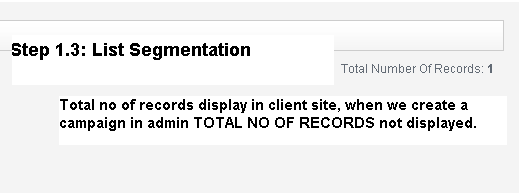 Step 1.3: List Segmentation
Total Number Of Records: 1
Total no of records display in client site, when we create a
campaign in admin TOTAL NO OF RECORDS not displayed.